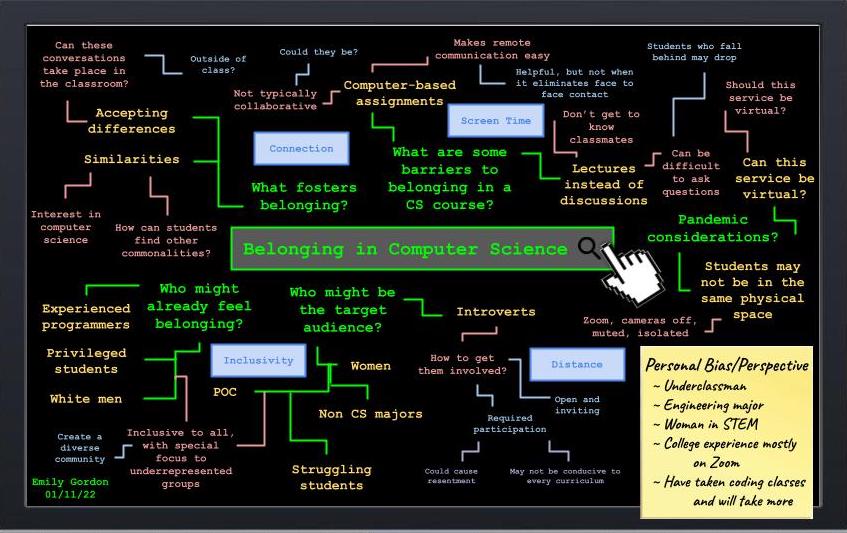 Can these
conversations
take place in
the classroom?
Outside of
class?
Could they be?
Makes remote
communication easy
Students who fall
behind may drop
Not typically
collaborative
Computer-based
assignments
Helpful, but not when
it eliminates face to
face contact
Should this
service be
virtual?
Accepting
differences
Connection
Screen Time
Don't get to
know
classmates
Similarities
What fosters
belonging?
What are some
barriers to
belonging in a
CS course?
Lectures
instead of
discussions
Can be
difficult
to ask
questions
Can this
service be
virtual?
Interest in
computer
science
How can students
find other
commonalities?
Pandemic
considerations?
Belonging in Computer Science
Students may
not be in the
same physical
space
Experienced
programmers
Who might
already feel
belonging?
Who might be
the target
audience?
Introverts
Zoom, cameras off,
muted, isolated
Privileged
students
Inclusivity
Women
How to get
them involved?
Distance
White men
POC
Non CS majors
Open and
inviting
Required
participation
Create a
diverse
community
Inclusive to all,
with special
focus to
underrepresented
groups
Struggling
students
Could cause
resentment
May not be conducive to
every curriculum
Emily Gordon
01/11/22
Personal Bias/Perspective
~ Underclassman
~ Engineering major
~ Woman in STEM
~ College experience mostly
on Zoom
~ Have taken coding classes
and will take more